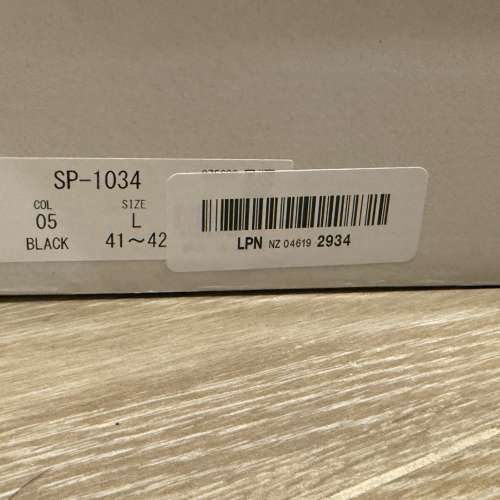 SP-1034
COL SIZE
05 L
BLACK 41～42
LPN NZ 04619 2934